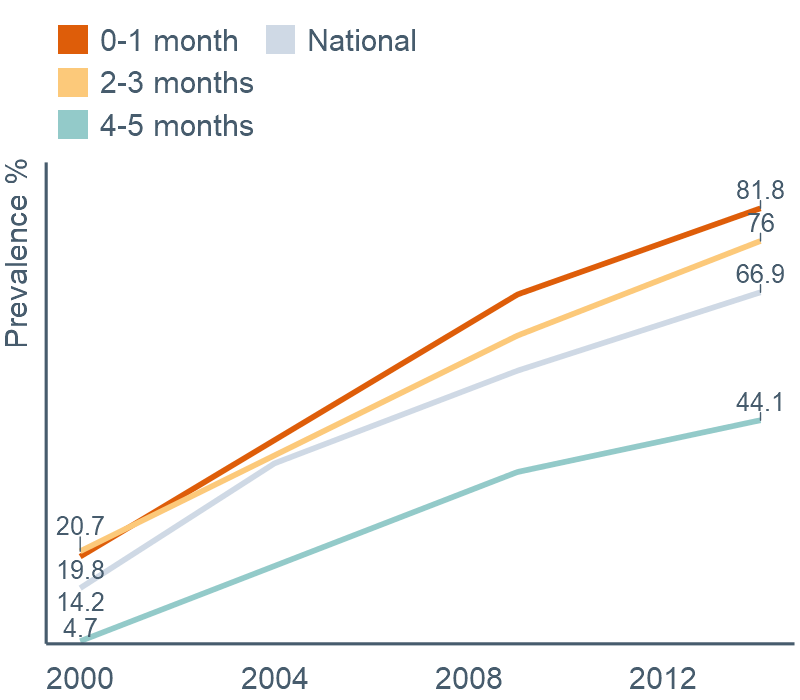 0-1 month
National
2-3 months
4-5 months
Prevalence %
81.8
76
66.9
44.1
20.7
19.8
14.2
4.7
2000 2004 2008 2012